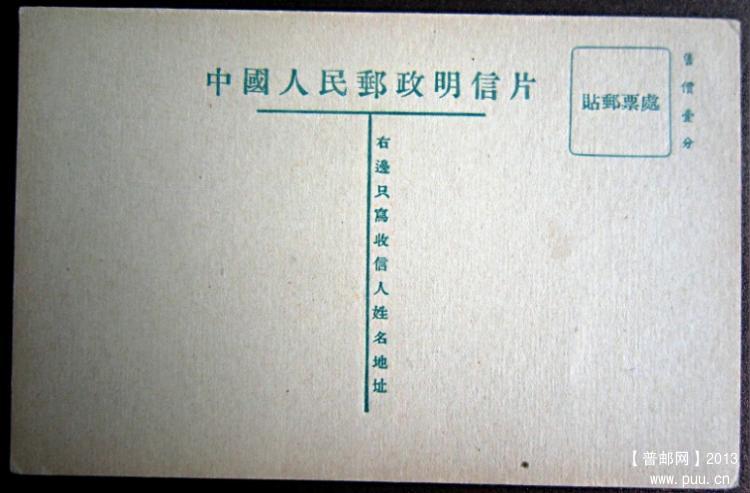 中國人民郵政明信片
貼郵票處
售價壹分
右邊只寫收信人姓名地址
【普邮网】2013
www.puu.cn